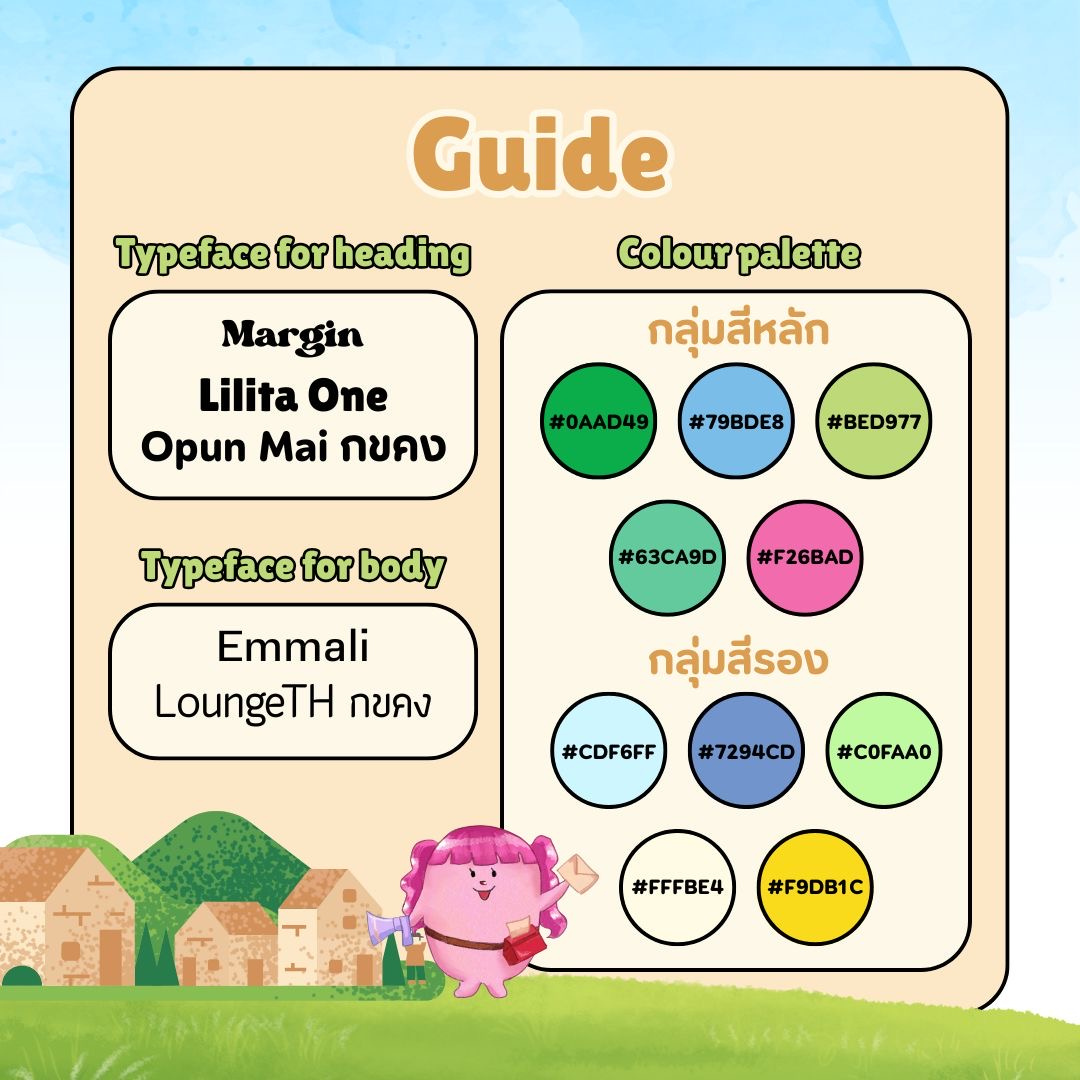 Guide
Typeface for heading
Margin
Lilita One
Opun Mai กขคง
Typeface for body
Emmali
LoungeTH กขคง
Colour palette
กลุ่มสีหลัก
#0AAD49 #79BDE8 #BED977
#63CA9D #F26BAD
กลุ่มสีรอง
#CDF6FF #7294CD #C0FAA0
#FFFBE4 #F9DB1C